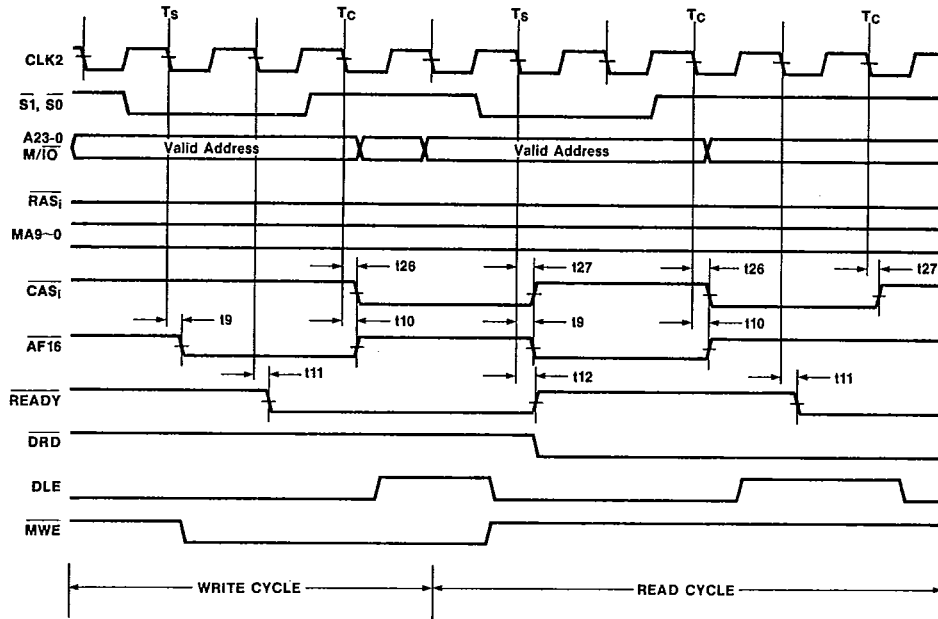 TS TC TS TC TC
CLK2
S1, S0
A23-0
M/IO
Valid Address Valid Address
RASi
MA9~0
t26 t27 t26 t27
CASi
t9 t10 t9 t10
AF16
t11 t12 t11
READY
DRD
DLE
MWE
WRITE CYCLE READ CYCLE